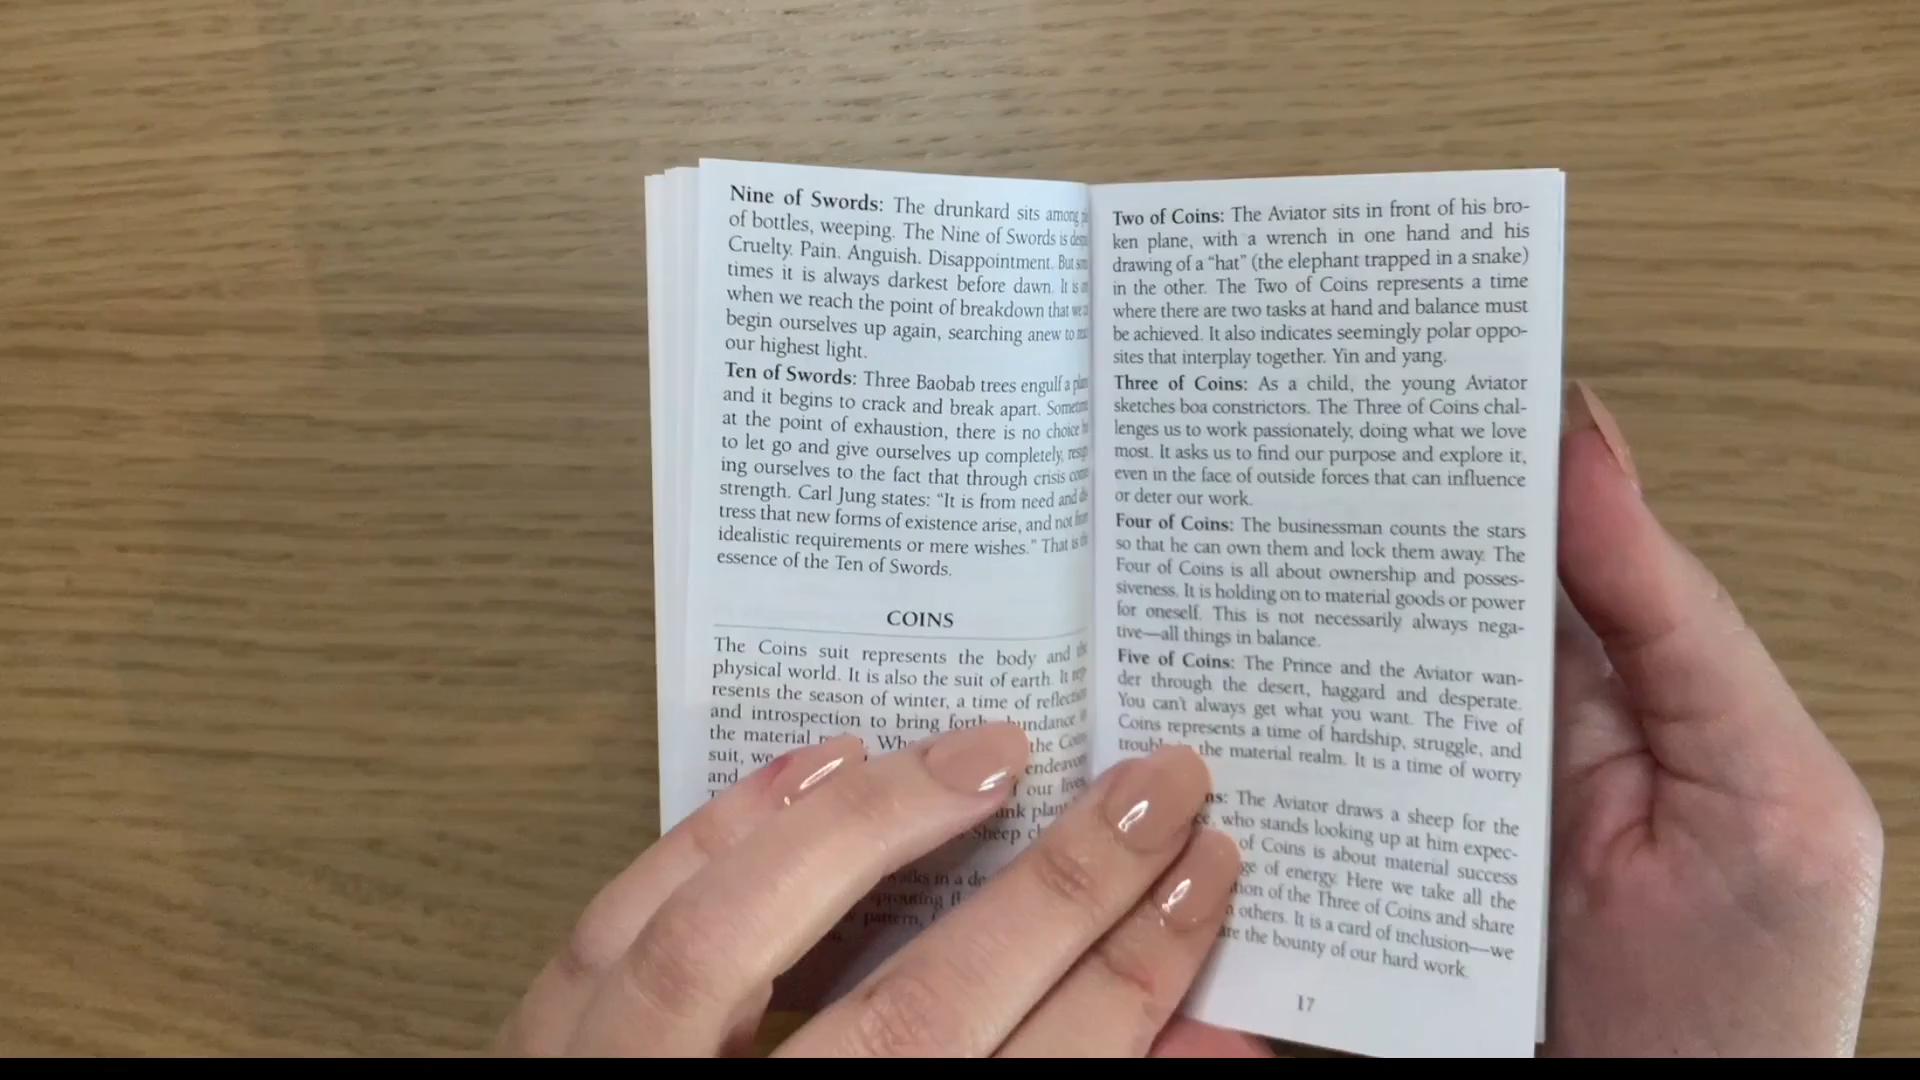 Nine of Swords: The drunkard sits among
of bottles, weeping. The Nine of Swords is
Cruelty. Pain. Anguish. Disappointment. But
times it is always darkest before dawn. It is
when we reach the point of breakdown that
begin ourselves up again, searching anew to
our highest light.
Ten of Swords: Three Baobab trees engulf a
and it begins to crack and break apart.
at the point of exhaustion, there is no choice
to let go and give ourselves up completely,
ing ourselves to the fact that through crisis
strength. Carl Jung states: “It is from need and
tress that new forms of existence arise, and not
idealistic requirements or mere wishes.” That is
essence of the Ten of Swords.
COINS
The Coins suit represents the body and
physical world. It is also the suit of earth. It
resents the season of winter, a time of
and introspection to bring forth
the material
suit, we the
and endeavor
of our lives
Sheep
in a
sprouting
pattern,
Two of Coins: The Aviator sits in front of his bro-
ken plane, with a wrench in one hand and his
drawing of a “hat” (the elephant trapped in a snake)
in the other. The Two of Coins represents a time
where there are two tasks at hand and balance must
be achieved. It also indicates seemingly polar oppo-
sites that interplay together. Yin and yang.
Three of Coins: As a child, the young Aviator
sketches boa constrictors. The Three of Coins chal-
lenges us to work passionately, doing what we love
most. It asks us to find our purpose and explore it,
even in the face of outside forces that can influence
or deter our work.
Four of Coins: The businessman counts the stars
so that he can own them and lock them away. The
Four of Coins is all about ownership and posses-
siveness. It is holding on to material goods or power
for oneself. This is not necessarily always nega-
tive—all things in balance.
Five of Coins: The Prince and the Aviator wan-
der through the desert, haggard and desperate.
You can’t always get what you want. The Five of
Coins represents a time of hardship, struggle, and
the material realm. It is a time of worry
The Aviator draws a sheep for the
who stands looking up at him expec-
of Coins is about material success
of energy. Here we take all the
of the Three of Coins and share
others. It is a card of inclusion—we
the bounty of our hard work.
17